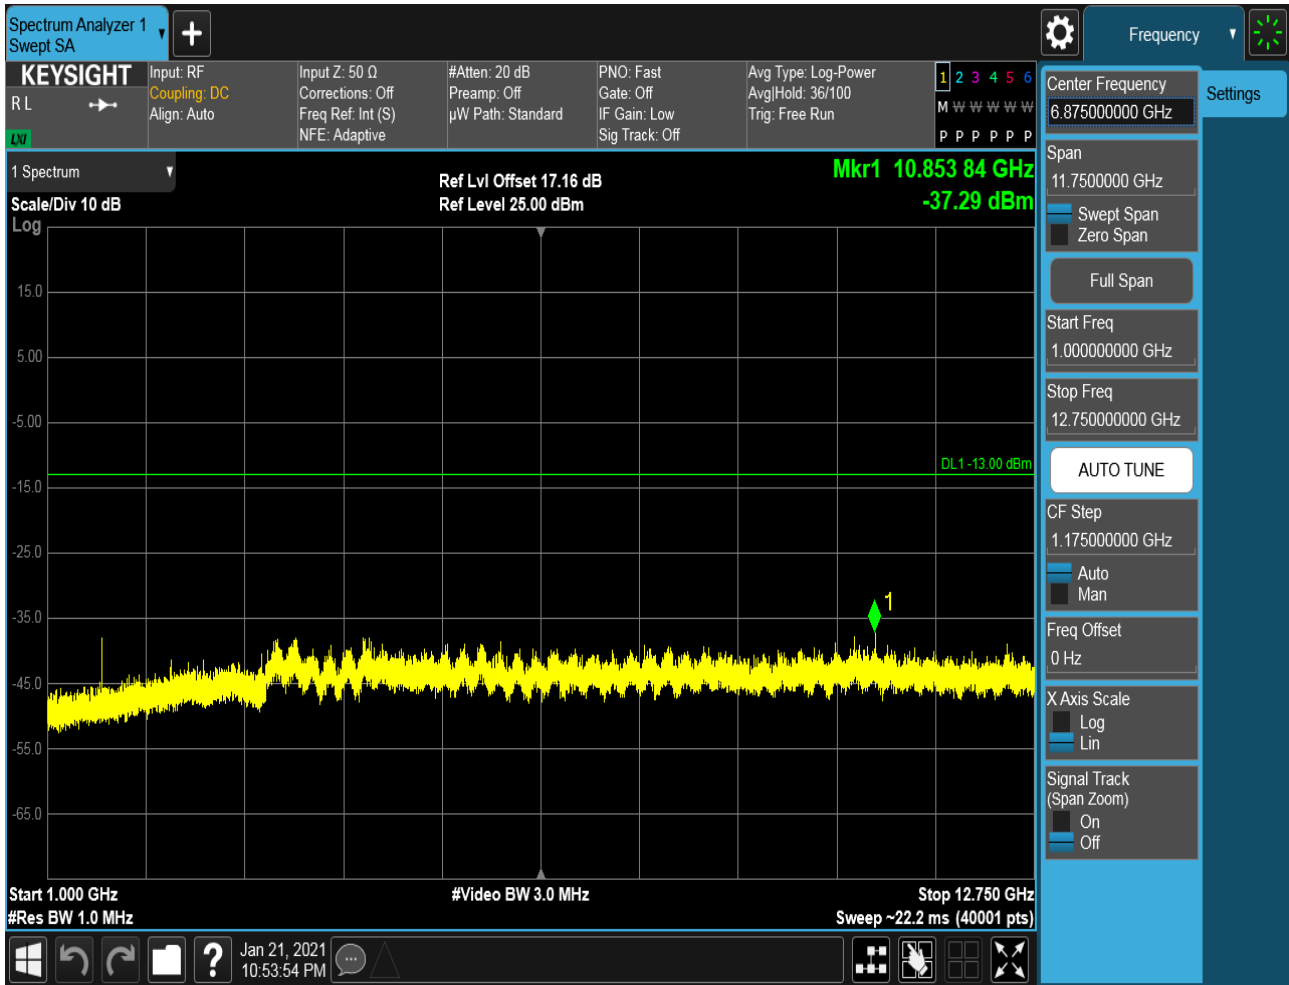 Spectrum Analyzer 1
Swept SA
Frequency
KEYSIGHT
R L
LXI
Input: RF
Coupling: DC
Align: Auto
Input Z: 50 Ω
Corrections: Off
Freq Ref: Int (S)
NFE: Adaptive
#Atten: 20 dB
Preamp: Off
µW Path: Standard
PNO: Fast
Gate: Off
IF Gain: Low
Sig Track: Off
Avg Type: Log-Power
Avg|Hold: 36/100
Trig: Free Run
1 2 3 4 5 6
M W W W W W
P P P P P P
1 Spectrum
Scale/Div 10 dB
Log
Ref Lvl Offset 17.16 dB
Ref Level 25.00 dBm
Mkr1 10.853 84 GHz
-37.29 dBm
15.0
5.00
-5.00
DL1 -13.00 dBm
-15.0
-25.0
-35.0
1
-45.0
-55.0
-65.0
Start 1.000 GHz
#Res BW 1.0 MHz
#Video BW 3.0 MHz
Stop 12.750 GHz
Sweep ~22.2 ms (40001 pts)
Center Frequency
6.875000000 GHz
Settings
Span
11.7500000 GHz
Swept Span
Zero Span
Full Span
Start Freq
1.000000000 GHz
Stop Freq
12.750000000 GHz
AUTO TUNE
CF Step
1.175000000 GHz
Auto
Man
Freq Offset
0 Hz
X Axis Scale
Log
Lin
Signal Track
(Span Zoom)
On
Off
?
Jan 21, 2021
10:53:54 PM